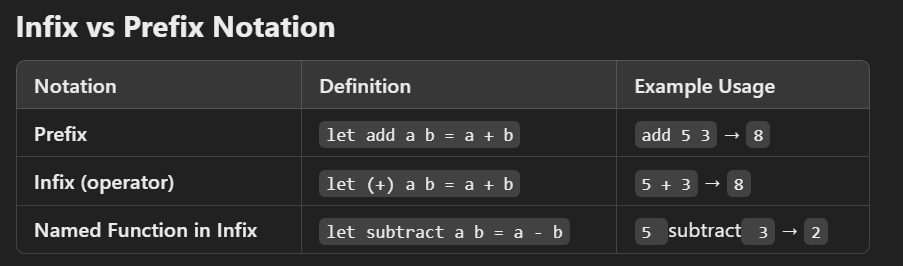 Infix vs Prefix Notation
Notation Definition Example Usage
Prefix let add a b = a + b add 5 3 → 8
Infix (operator) let (+) a b = a + b 5 + 3 → 8
Named Function in Infix let subtract a b = a - b 5 subtract 3 → 2